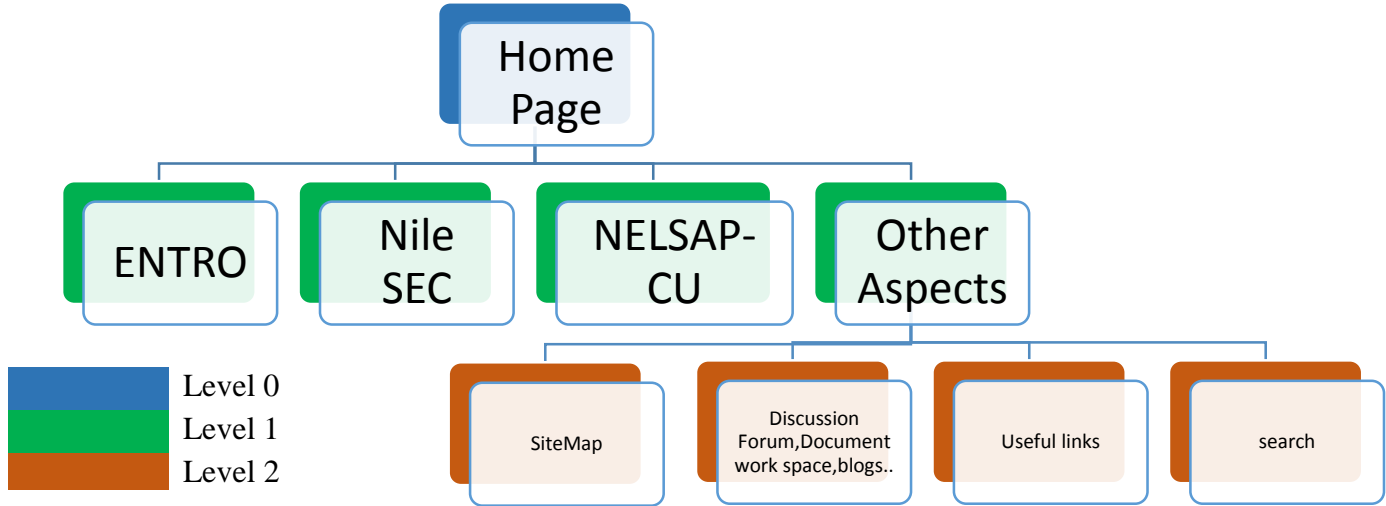 Home
Page
ENTRO
Nile
SEC
NELSAP-
CU
Other
Aspects
Level 0
Level 1
Level 2
SiteMap
Discussion
Forum,Document
work space,blogs..
Useful links
search